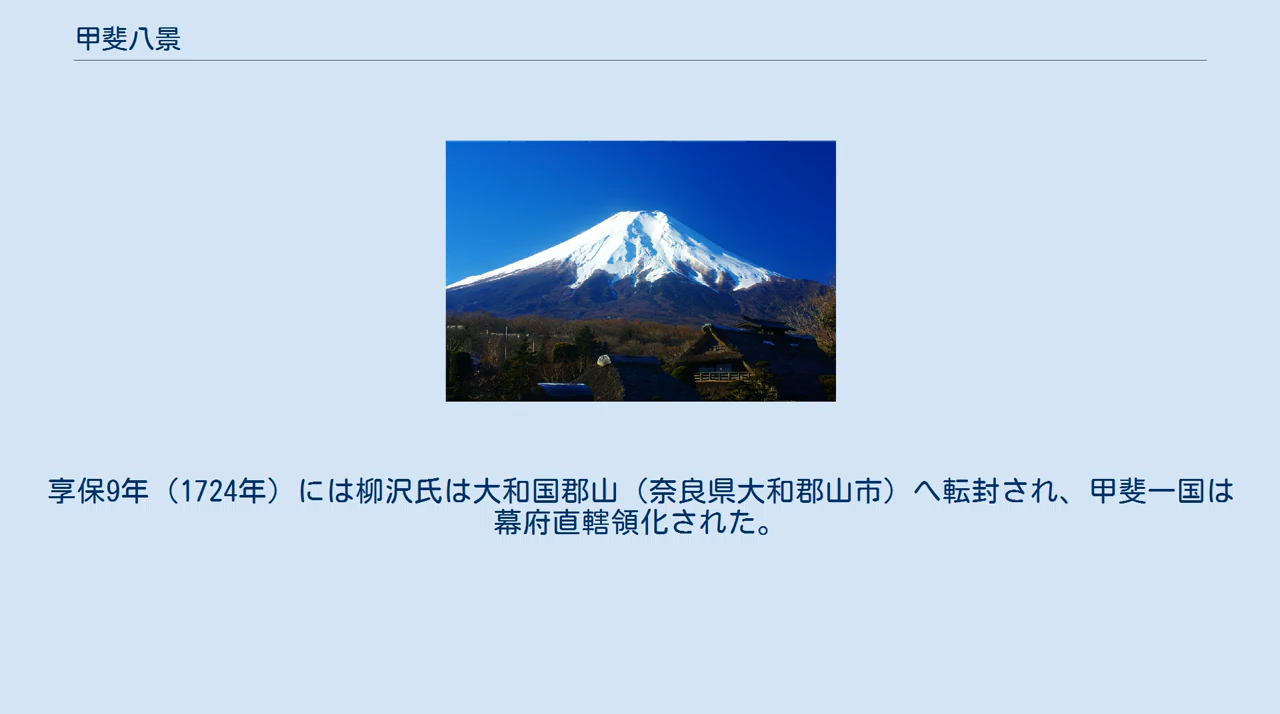 甲斐八景
享保9年（1724年）には柳沢氏は大和国郡山（奈良県大和郡山市）へ転封され、甲斐一国は
幕府直轄領化された。